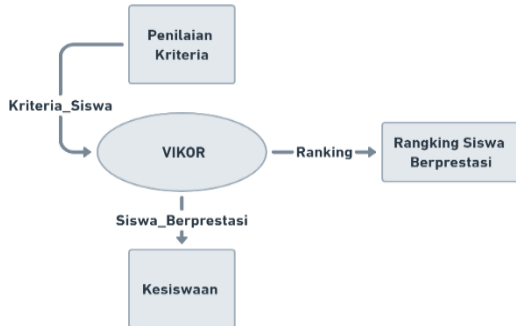 Penilaian
Kriteria
Kriteria_Siswa
VIKOR
Ranking
Rangking Siswa
Berprestasi
Siswa_Berprestasi
Kesiswaan